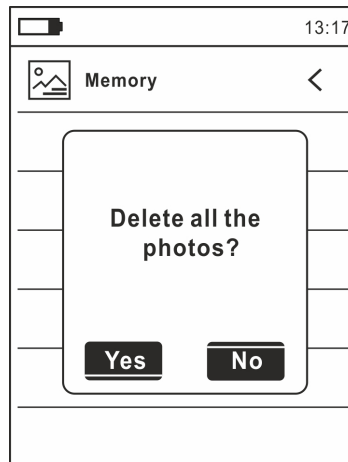 13:17
Memory
Delete all the
photos?
Yes No